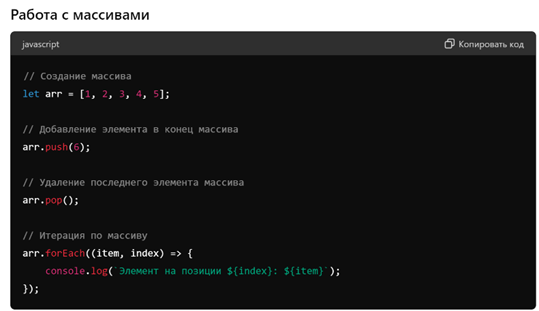 Работа с массивами
javascript
Копировать код
// Создание массива
let arr = [1, 2, 3, 4, 5];
// Добавление элемента в конец массива
arr.push(6);
// Удаление последнего элемента массива
arr.pop();
// Итерация по массиву
arr.forEach((item, index) => {
    console.log(`Элемент на позиции ${index}: ${item}`);
});